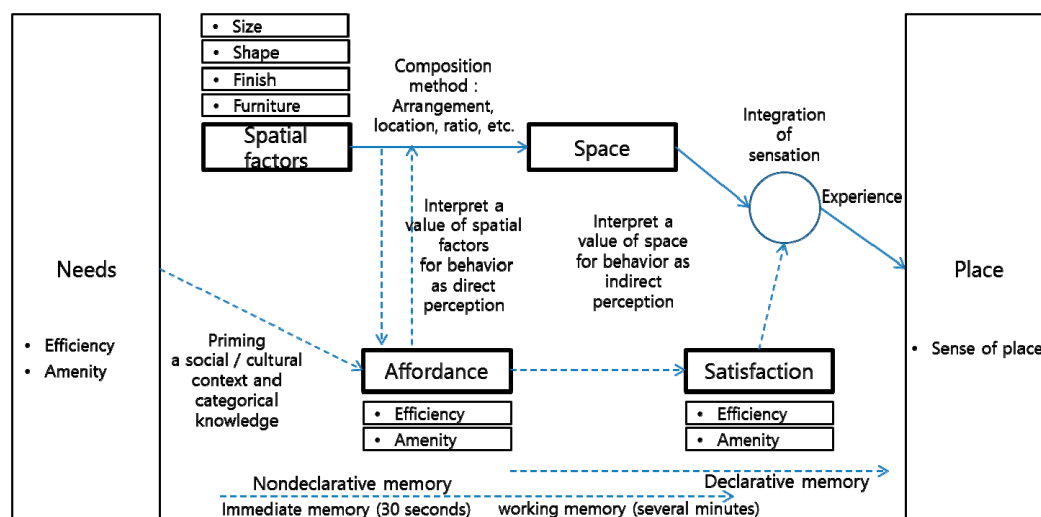 • Size
• Shape
• Finish
• Furniture
Spatial
factors
Composition
method :
Arrangement,
location, ratio, etc.
Space
Integration
of
sensation
Experience
Interpret a
value of spatial
factors
for behavior
as direct
perception
Interpret a
value of space
for behavior as
indirect
perception
Needs
• Efficiency
• Amenity
Place
• Sense of place
Priming
a social / cultural
context and
categorical
knowledge
Affordance
• Efficiency
• Amenity
Satisfaction
• Efficiency
• Amenity
Nondeclarative memory
Declarative memory
Immediate memory (30 seconds)
working memory (several minutes)